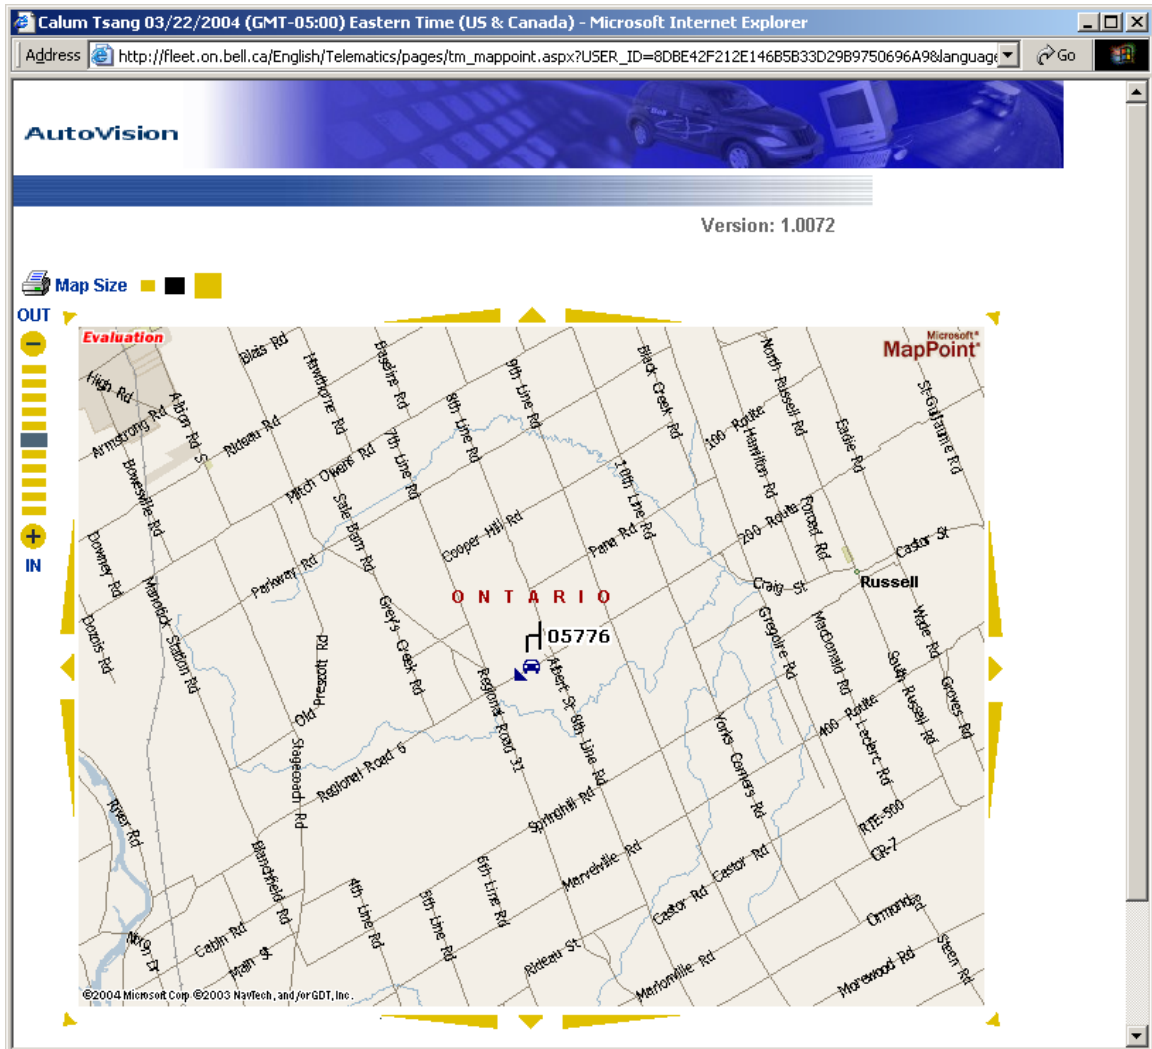 Calum Tsang 03/22/2004 (GMT-05:00) Eastern Time (US & Canada) - Microsoft Internet Explorer
Address http://fleet.on.bell.ca/English/Telematics/pages/tm_mappoint.aspx?USER_ID=8DBE42F212E146B5B33D29B9750696A9&language Go
AutoVision
Version: 1.0072
Map Size
OUT
IN
Evaluation
Microsoft®
MapPoint®
High Rd
Armstrong Rd
Albion Rd S
Blais Rd
Rideau Rd
Hawthorne Rd
Baseline Rd
9th Line Rd
8th Line Rd
7th Line Rd
Black Creek Rd
North Russell Rd
100 Route
Hamilton Rd
Eadie Rd
St-Guillaume Rd
Bowesville Rd
Mitch Owens Rd
Sale Barn Rd
10th Line Rd
Forced Rd
200 Route
Cooper Hill Rd
Pana Rd
Castor St
Downey Rd
Parkway Rd
Craig St
Russell
ONTARIO
Manotick Station Rd
Grey's Creek Rd
Gregoire Rd
MacDonald Rd
Wade Rd
Dozois Rd
Old Prescott Rd
05776
Albert St 8th Line Rd
Regional Road 31
South Russell Rd
Groves Rd
400 Route
Yorks Corners Rd
Leclerc Rd
Stagecoach Rd
Regional Road 6
River Rd
Springhill Rd
RTE-500
CR-7
Blanchfield Rd
Marvelville Rd
4th Line Rd
5th Line Rd
6th Line Rd
Castor Rd
Castor Rd
Ormond Rd
Nixon Dr
Cabin Rd
Main St
Rideau St
Marionville Rd
Morewood Rd
Steen Rd
©2004 Microsoft Corp ©2003 NavTech, and/or GDT, Inc.